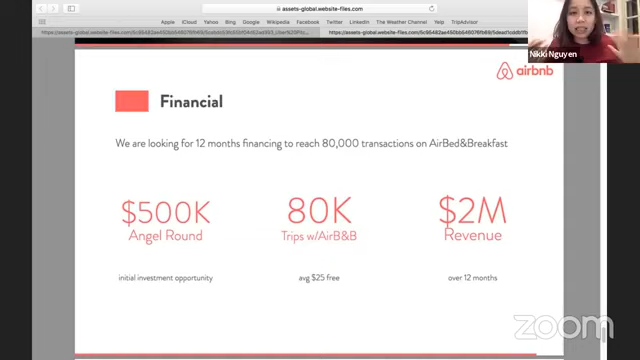 assets-global.website-files.com
Apple iCloud Yahoo Bing Google Wikipedia Facebook Twitter LinkedIn The Weather Channel Yelp TripAdvisor
Nikki Nguyen
airbnb
Financial
We are looking for 12 months financing to reach 80,000 transactions on AirBed&Breakfast
$500K 80K $2M
Angel Round Trips w/AirB&B Revenue
initial investment opportunity avg $25 free over 12 months
zoom